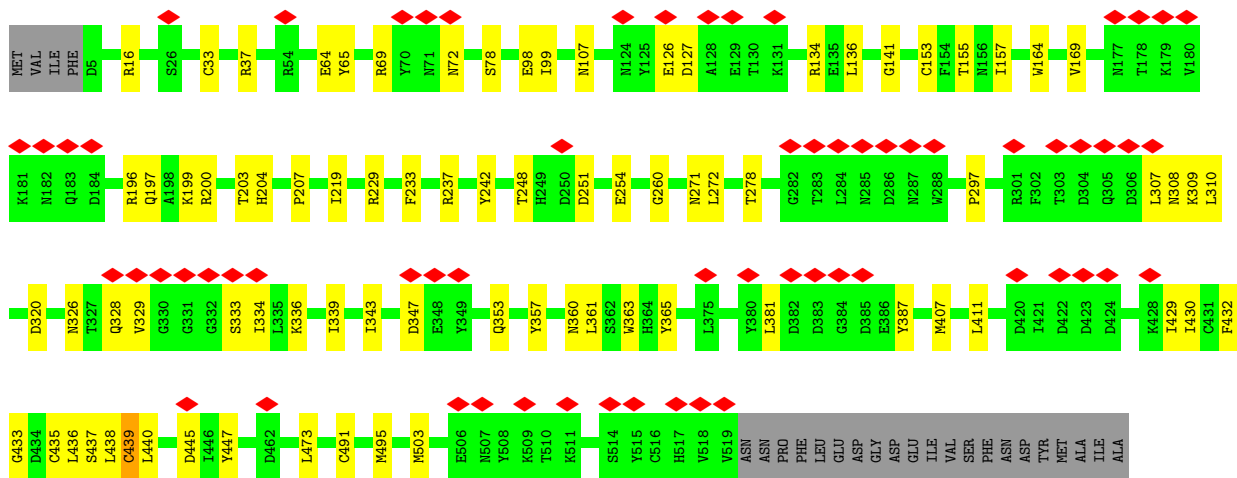 MET VAL ILE PHE D5 R16 S26 C33 R37 R54 E64 Y65 R69 Y70 N71 N72 S78 E98 I99 N107 N124 Y125 E126 D127 A128 E129 T130 K131 R134 E135 L136 G141 C153 F154 T155 N156 I157 W164 V169 N177 T178 K179 V180
K181 N182 Q183 D184 R196 Q197 A198 K199 R200 T203 H204 P207 I219 R229 F233 R237 Y242 T248 H249 D250 D251 E254 G260 N271 L272 T278 G282 T283 L284 N285 D286 N287 W288 P297 R301 F302 T303 D304 Q305 D306 L307 N308 K309 L310
D320 N326 T327 Q328 V329 G330 G331 G332 S333 I334 L335 K336 I339 I343 D347 E348 Y349 Q353 Y357 N360 L361 S362 W363 H364 Y365 L375 Y380 L381 D382 D383 G384 D385 E386 Y387 M407 L411 D420 I421 D422 D423 D424 K428 I429 I430 C431 F432
G433 D434 C435 L436 S437 L438 C439 L440 D445 I446 Y447 D462 L473 C491 M495 M503 E506 N507 Y508 K509 T510 K511 S514 Y515 C516 H517 V518 V519 ASN ASN PRO PHE LEU GLU ASP GLY ASP GLU ILE VAL SER PHE ASN ASP TYR MET ALA ILE ALA